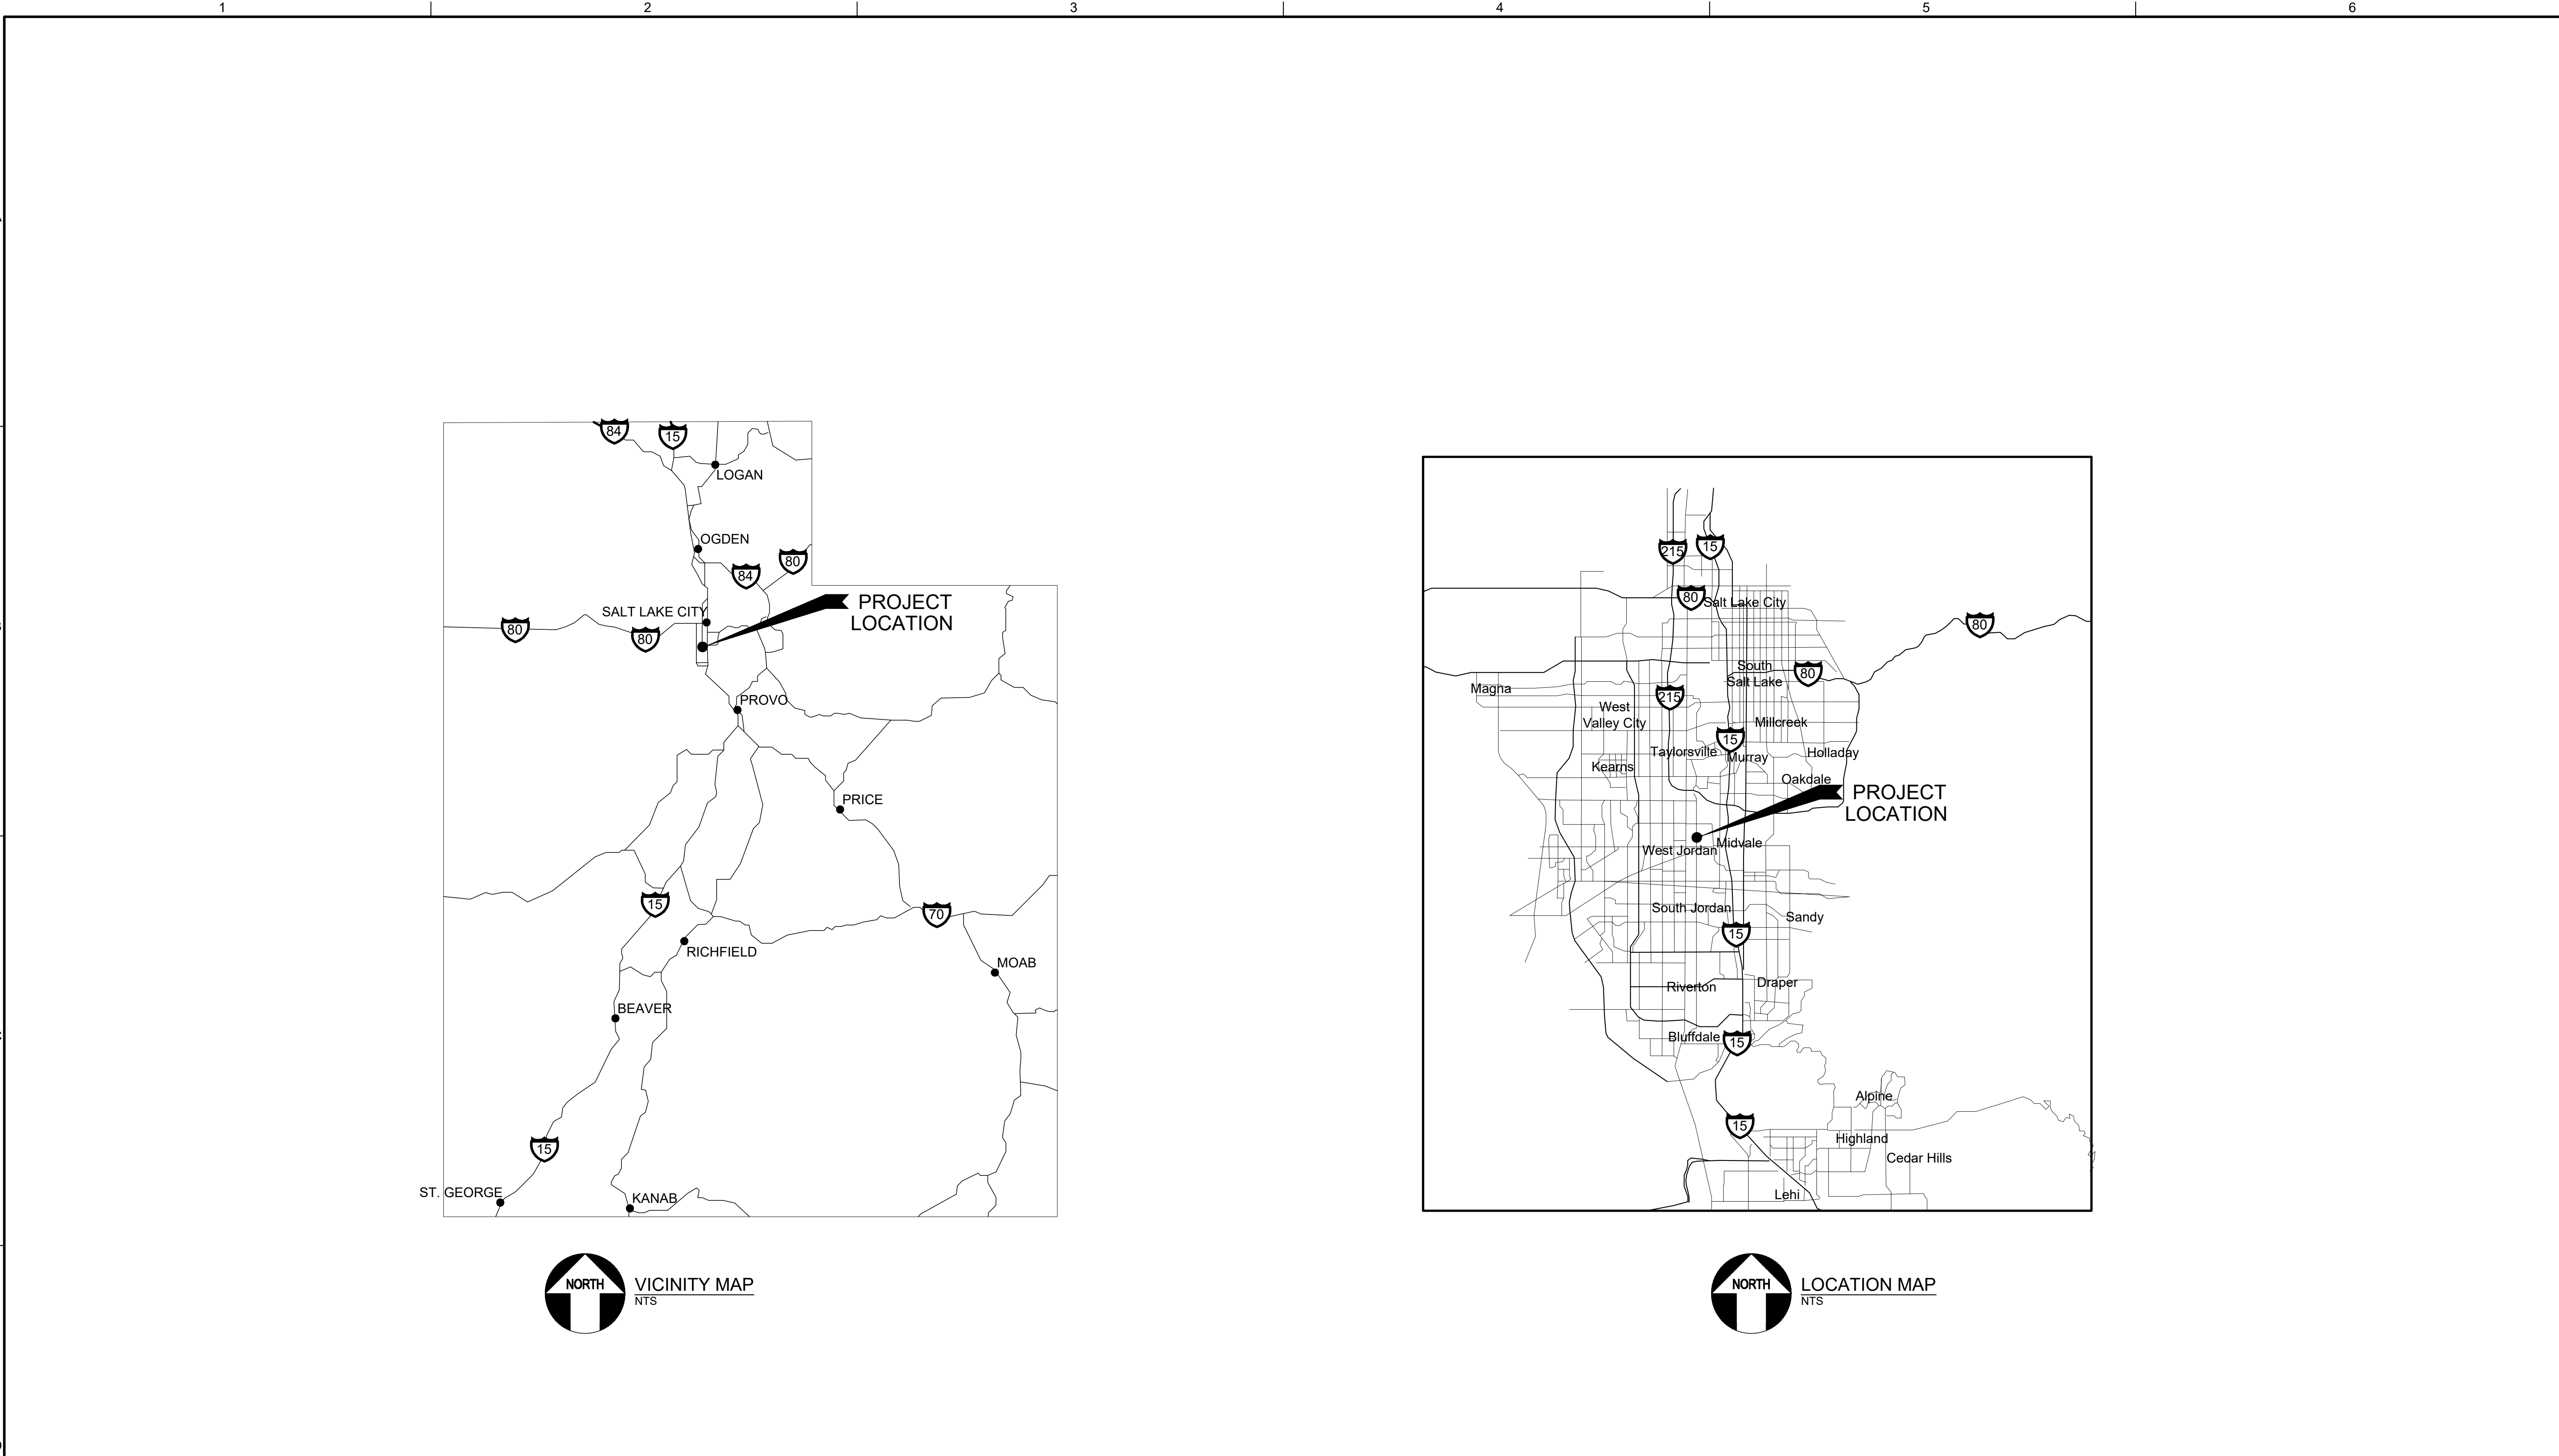 1 2 3 4 5 6
84
15
LOGAN
OGDEN
80
84
SALT LAKE CITY
PROJECT
LOCATION
80
80
PROVO
PRICE
15
70
RICHFIELD
MOAB
BEAVER
15
ST. GEORGE
KANAB
NORTH
VICINITY MAP
NTS
215
15
80
Salt Lake City
80
South
Salt Lake
80
Magna
215
West
Valley City
Millcreek
15
Taylorsville
Murray
Holladay
Kearns
Oakdale
PROJECT
LOCATION
Midvale
West Jordan
South Jordan
Sandy
15
Riverton
Draper
Bluffdale
15
Alpine
15
Highland
Cedar Hills
Lehi
NORTH
LOCATION MAP
NTS